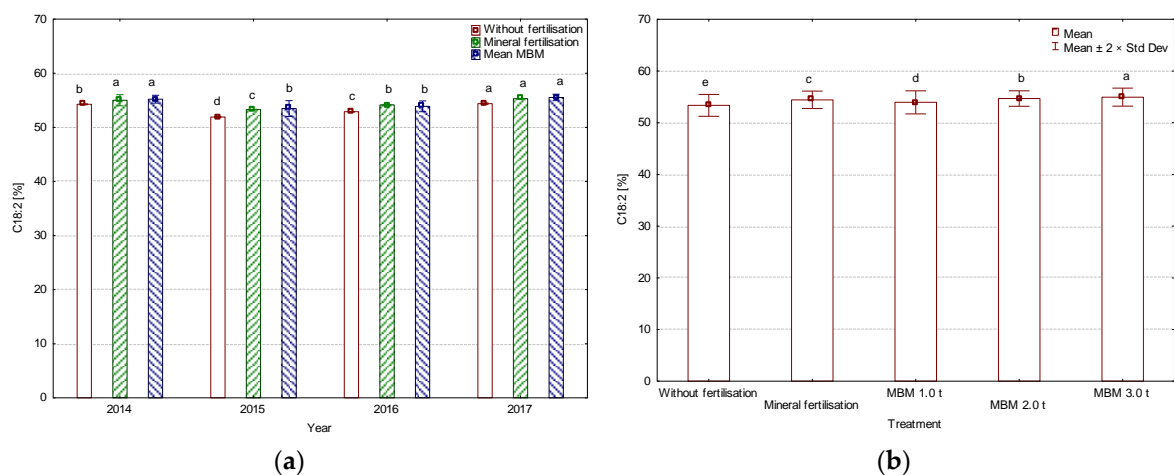 70
60
50
40
30
20
10
0
C18:2 [%]
Without fertilisation
Mineral fertilisation
Mean MBM
b a a
d c b
c b b
a a a
2014 2015 2016 2017
Year
(a)
70
60
50
40
30
20
10
0
C18:2 [%]
Mean
Mean ± 2 × Std Dev
e c d b a
Without fertilisation
Mineral fertilisation
MBM 1.0 t
MBM 2.0 t
MBM 3.0 t
Treatment
(b)